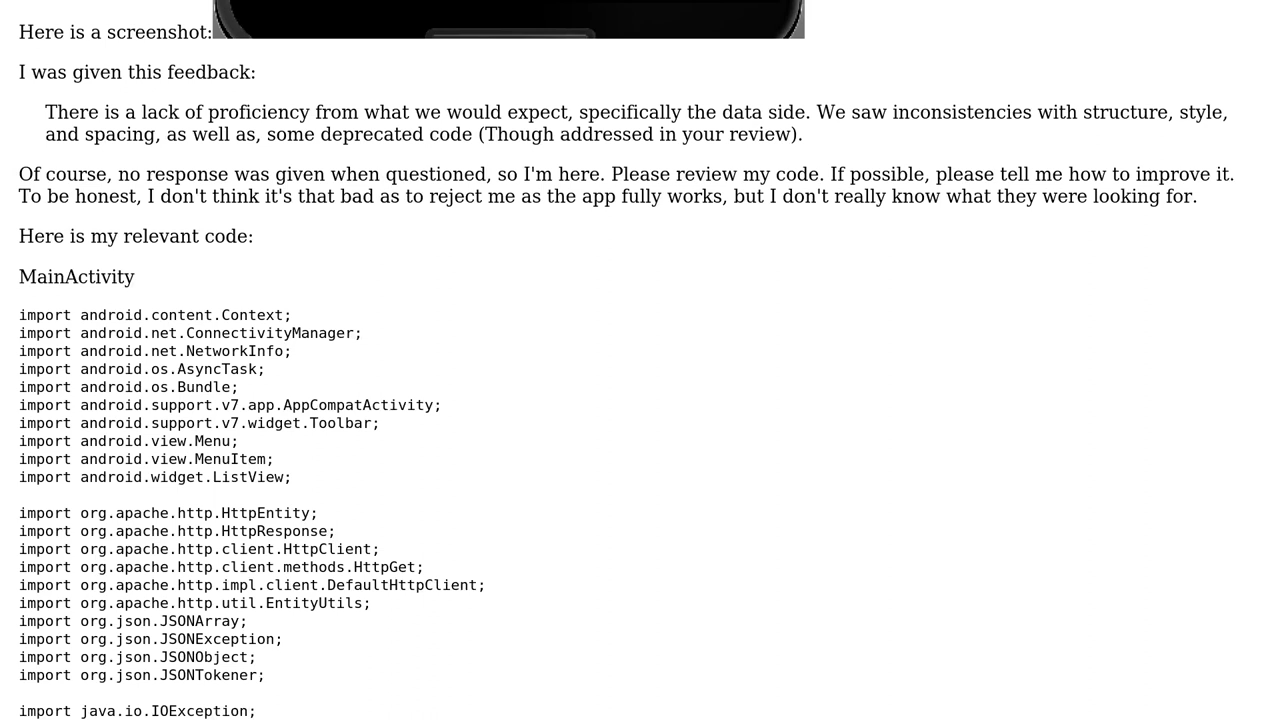 Here is a screenshot:
I was given this feedback:
There is a lack of proficiency from what we would expect, specifically the data side. We saw inconsistencies with structure, style,
and spacing, as well as, some deprecated code (Though addressed in your review).
Of course, no response was given when questioned, so I'm here. Please review my code. If possible, please tell me how to improve it.
To be honest, I don't think it's that bad as to reject me as the app fully works, but I don't really know what they were looking for.
Here is my relevant code:
MainActivity
import android.content.Context;
import android.net.ConnectivityManager;
import android.net.NetworkInfo;
import android.os.AsyncTask;
import android.os.Bundle;
import android.support.v7.app.AppCompatActivity;
import android.support.v7.widget.Toolbar;
import android.view.Menu;
import android.view.MenuItem;
import android.widget.ListView;
import org.apache.http.HttpEntity;
import org.apache.http.HttpResponse;
import org.apache.http.client.HttpClient;
import org.apache.http.client.methods.HttpGet;
import org.apache.http.impl.client.DefaultHttpClient;
import org.apache.http.util.EntityUtils;
import org.json.JSONArray;
import org.json.JSONException;
import org.json.JSONObject;
import org.json.JSONTokener;
import java.io.IOException;